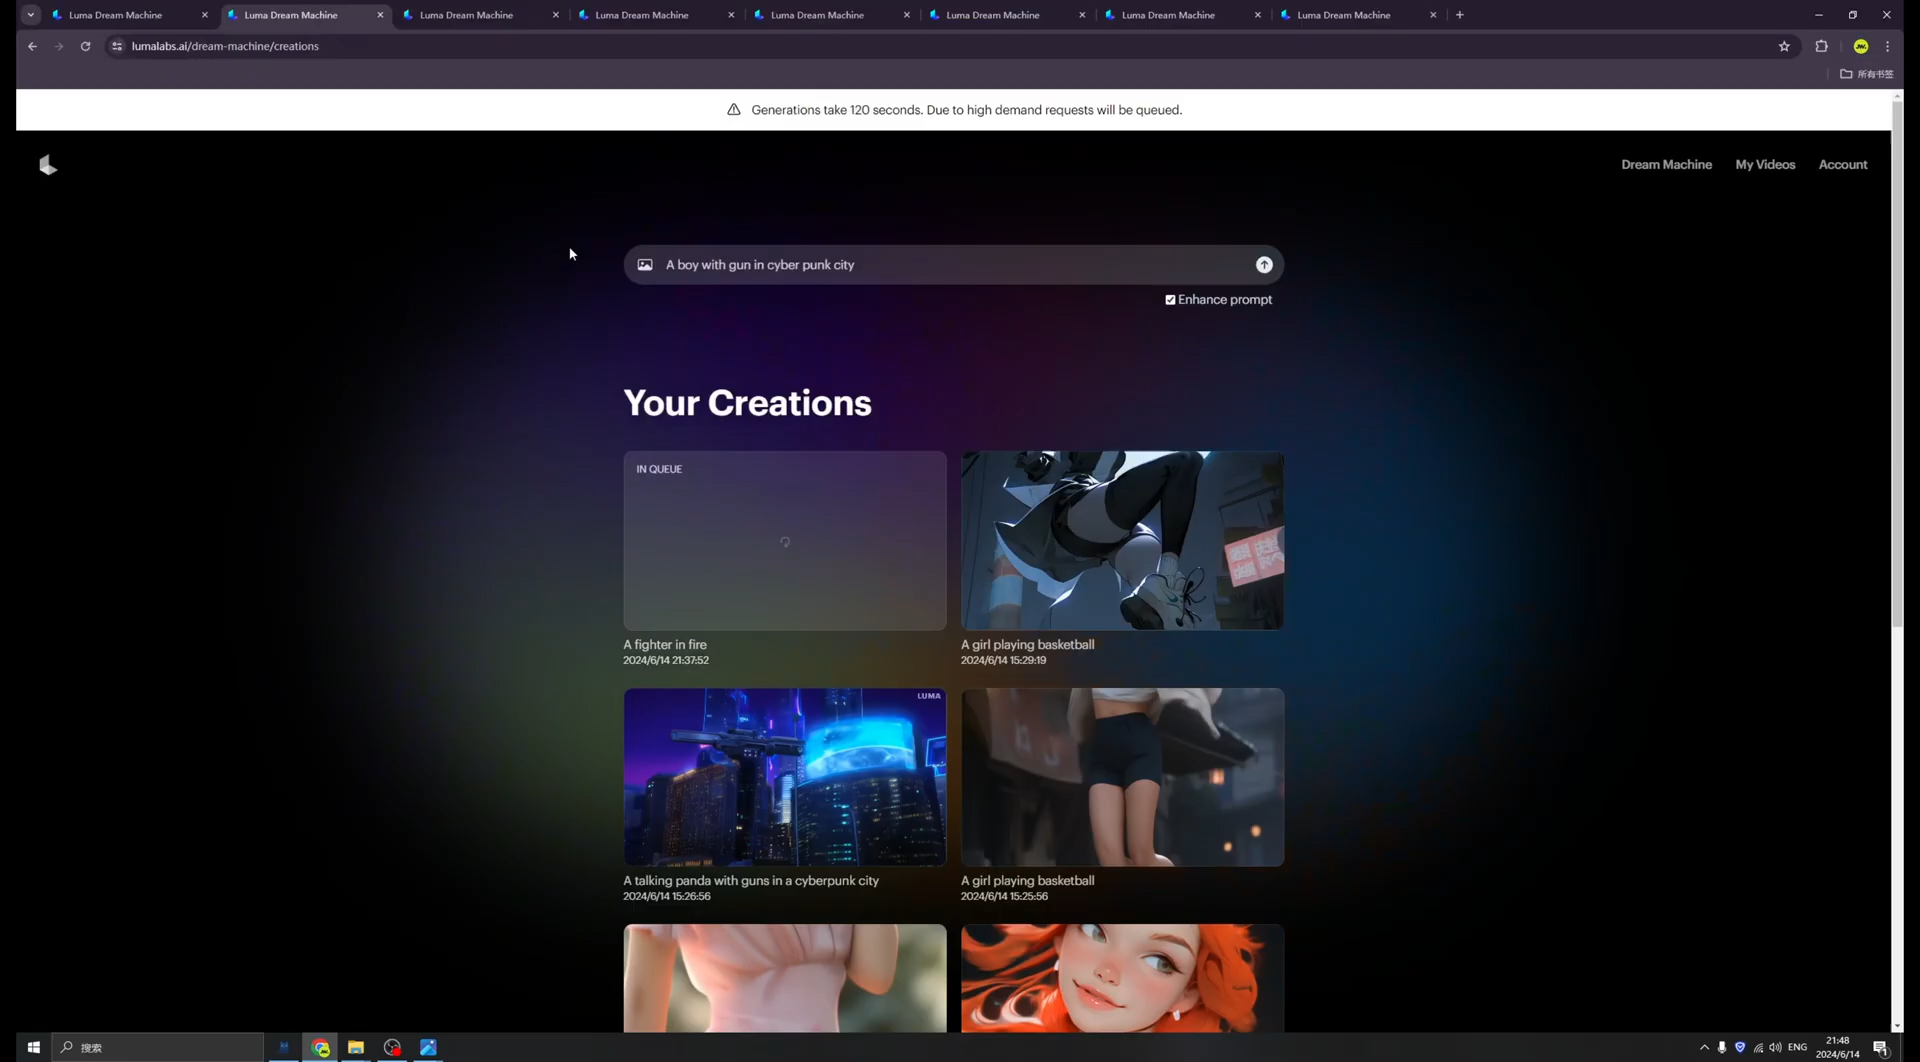 Luma Dream Machine
Luma Dream Machine
Luma Dream Machine
Luma Dream Machine
Luma Dream Machine
Luma Dream Machine
Luma Dream Machine
Luma Dream Machine
lumalabs.ai/dream-machine/creations
所有书签
Generations take 120 seconds. Due to high demand requests will be queued.
Dream Machine
My Videos
Account
A boy with gun in cyber punk city
Enhance prompt
Your Creations
IN QUEUE
A fighter in fire
2024/6/14 21:37:52
A girl playing basketball
2024/6/14 15:29:19
LUMA
A talking panda with guns in a cyberpunk city
2024/6/14 15:26:56
A girl playing basketball
2024/6/14 15:25:56
搜索
ENG
21:48
2024/6/14